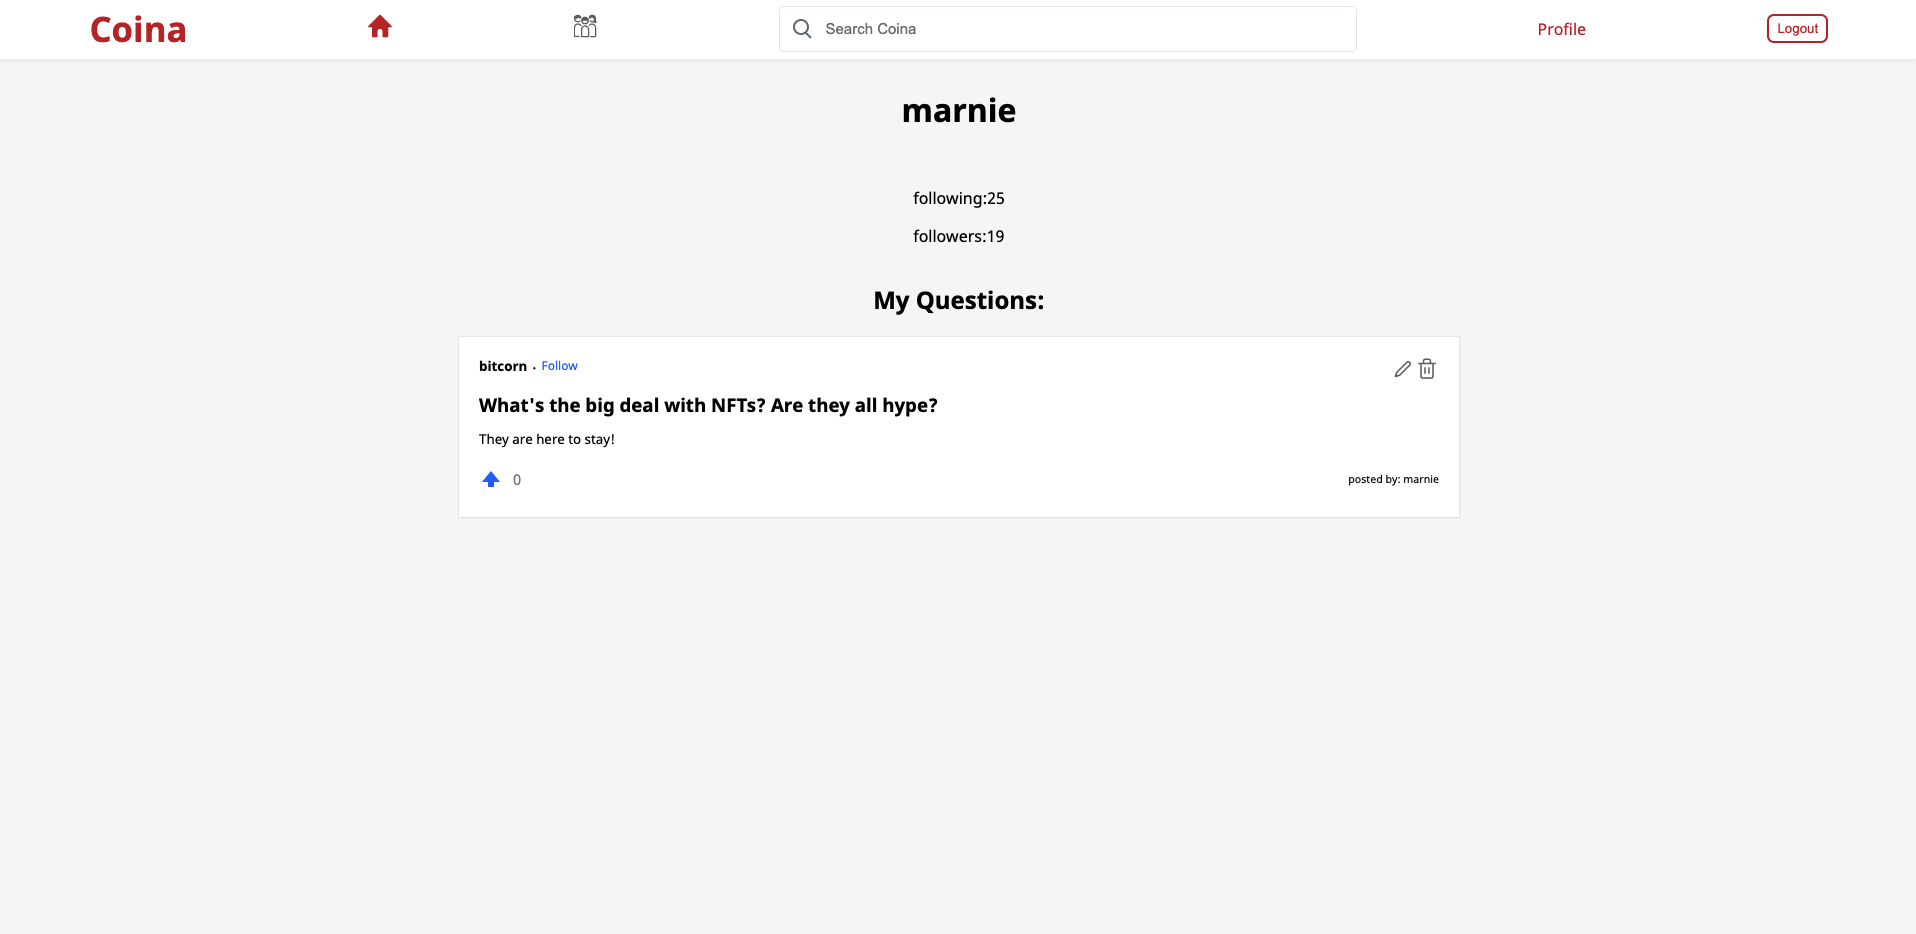 Coina
Search Coina
Profile
Logout
marnie
following:25
followers:19
My Questions:
bitcorn . Follow
What's the big deal with NFTs? Are they all hype?
They are here to stay!
0
posted by: marnie